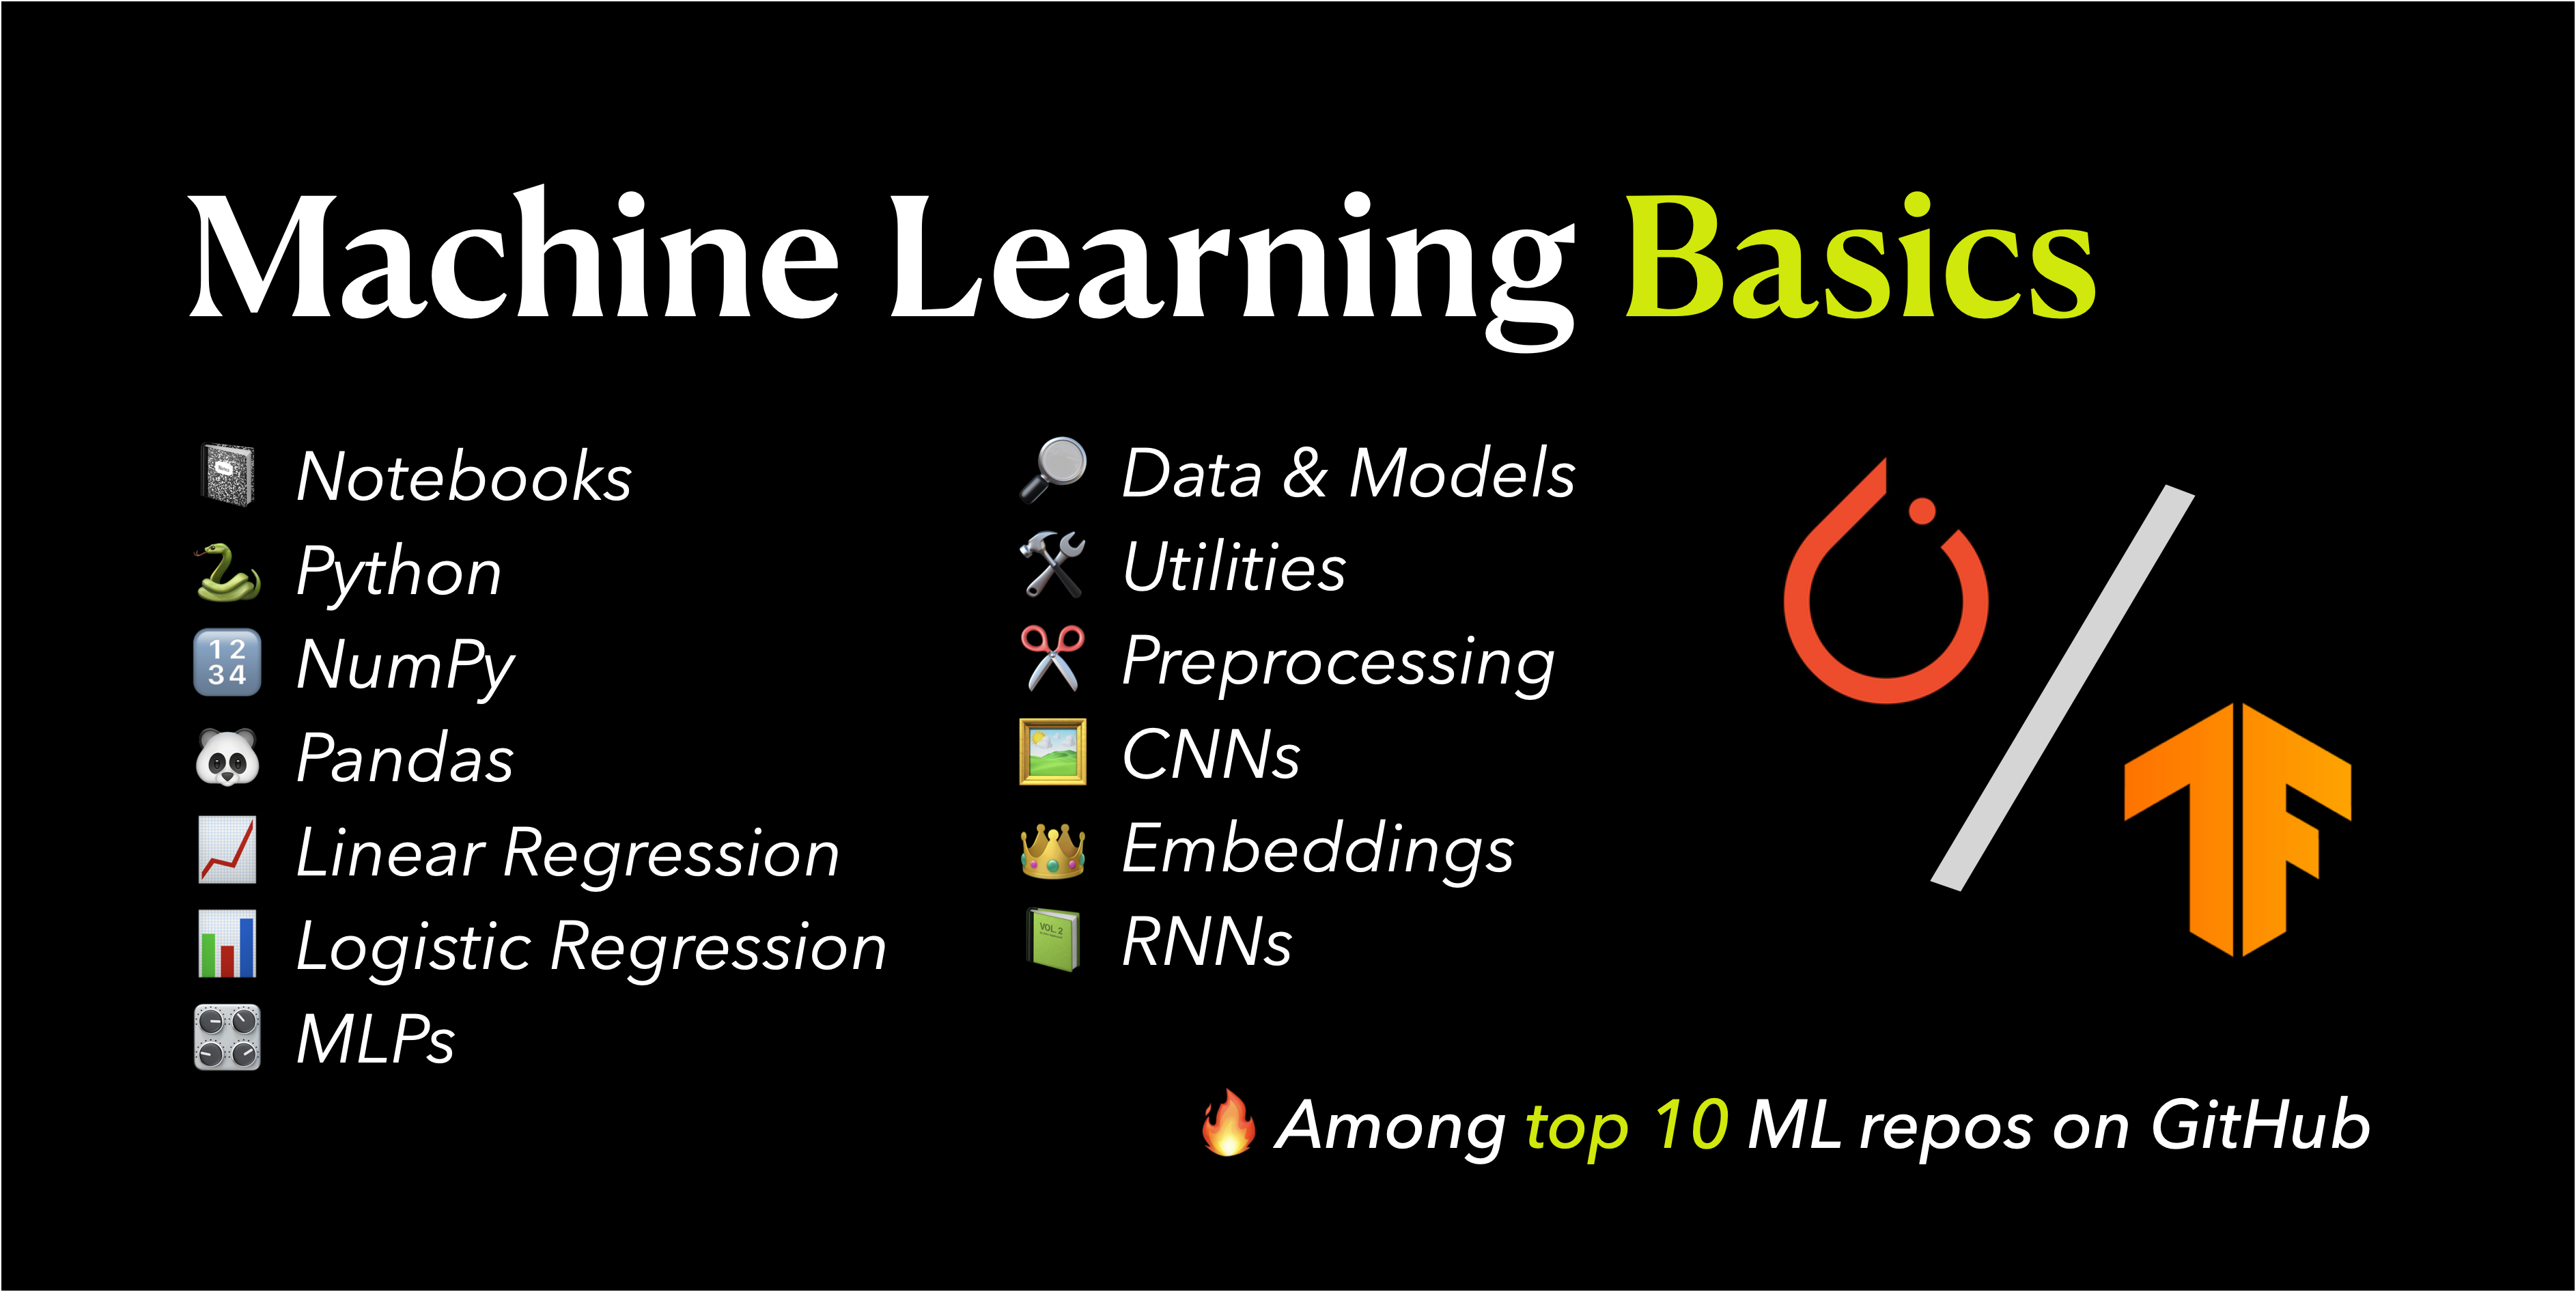 Machine Learning Basics
Notebooks
Python
NumPy
Pandas
Linear Regression
Logistic Regression
MLPs
Data & Models
Utilities
Preprocessing
CNNs
Embeddings
RNNs
Among top 10 ML repos on GitHub